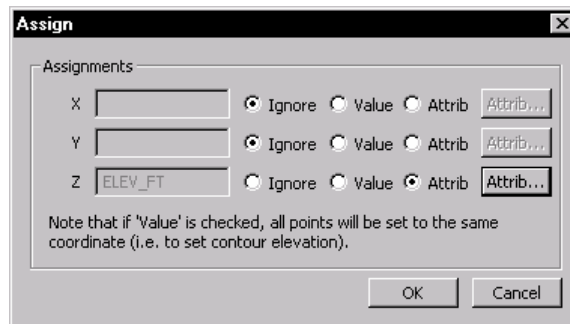 Assign
Assignments
X Ignore Value Attrib Attrib...
Y Ignore Value Attrib Attrib...
Z ELEV_FT Ignore Value Attrib Attrib...
Note that if 'Value' is checked, all points will be set to the same
coordinate (i.e. to set contour elevation).
OK Cancel